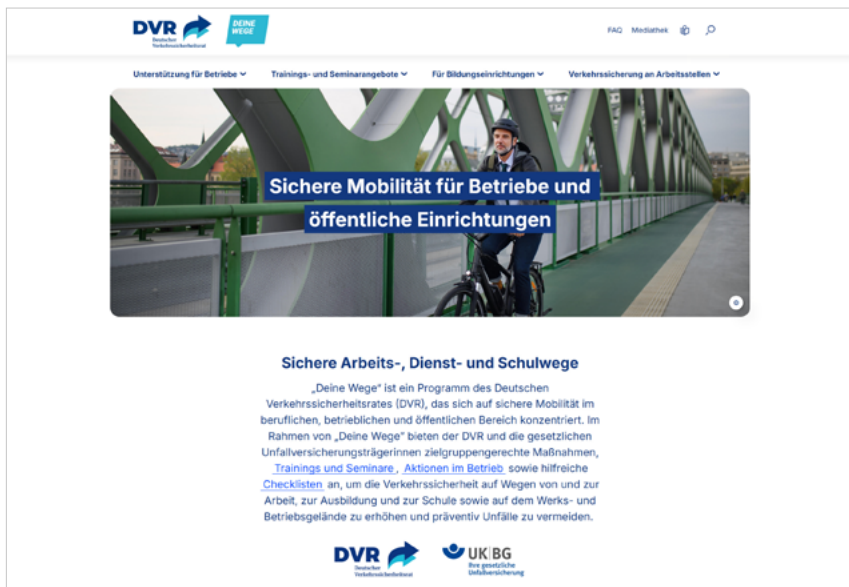 DVR
Deutscher
Verkehrssicherheitsrat
DEINE
WEGE
FAQ Mediathek
Unterstützung für Betriebe Trainings- und Seminarangebote Für Bildungseinrichtungen Verkehrssicherung an Arbeitsstellen
Sichere Mobilität für Betriebe und
öffentliche Einrichtungen
Sichere Arbeits-, Dienst- und Schulwege
„Deine Wege“ ist ein Programm des Deutschen
Verkehrssicherheitsrates (DVR), das sich auf sichere Mobilität im
beruflichen, betrieblichen und öffentlichen Bereich konzentriert. Im
Rahmen von „Deine Wege“ bieten der DVR und die gesetzlichen
Unfallversicherungsträgerinnen zielgruppengerechte Maßnahmen,
Trainings und Seminare, Aktionen im Betrieb sowie hilfreiche
Checklisten an, um die Verkehrssicherheit auf Wegen von und zur
Arbeit, zur Ausbildung und zur Schule sowie auf dem Werks- und
Betriebsgelände zu erhöhen und präventiv Unfälle zu vermeiden.
DVR
Deutscher
Verkehrssicherheitsrat
UK|BG
Ihre gesetzliche
Unfallversicherung